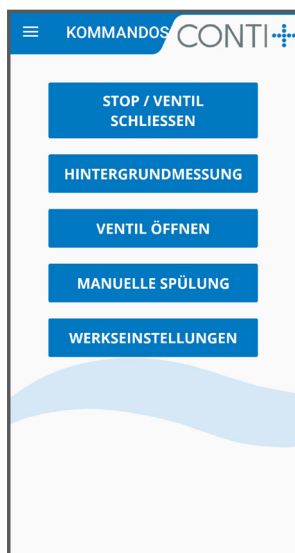 KOMMANDOS
CONTI+
STOP / VENTIL
SCHLIESSEN
HINTERGRUNDMESSUNG
VENTIL ÖFFNEN
MANUELLE SPÜLUNG
WERKSEINSTELLUNGEN